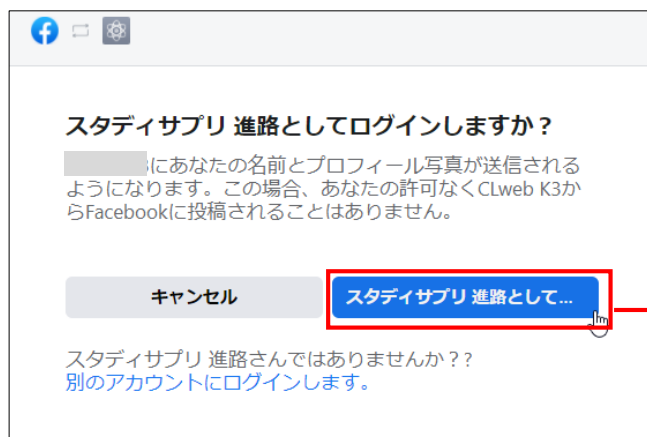 スタディサプリ 進路としてログインしますか？
にあなたの名前とプロフィール写真が送信される
ようになります。この場合、あなたの許可なくCLweb K3か
らFacebookに投稿されることはありません。
キャンセル
スタディサプリ 進路として...
スタディサプリ 進路さんではありませんか？?
別のアカウントにログインします。